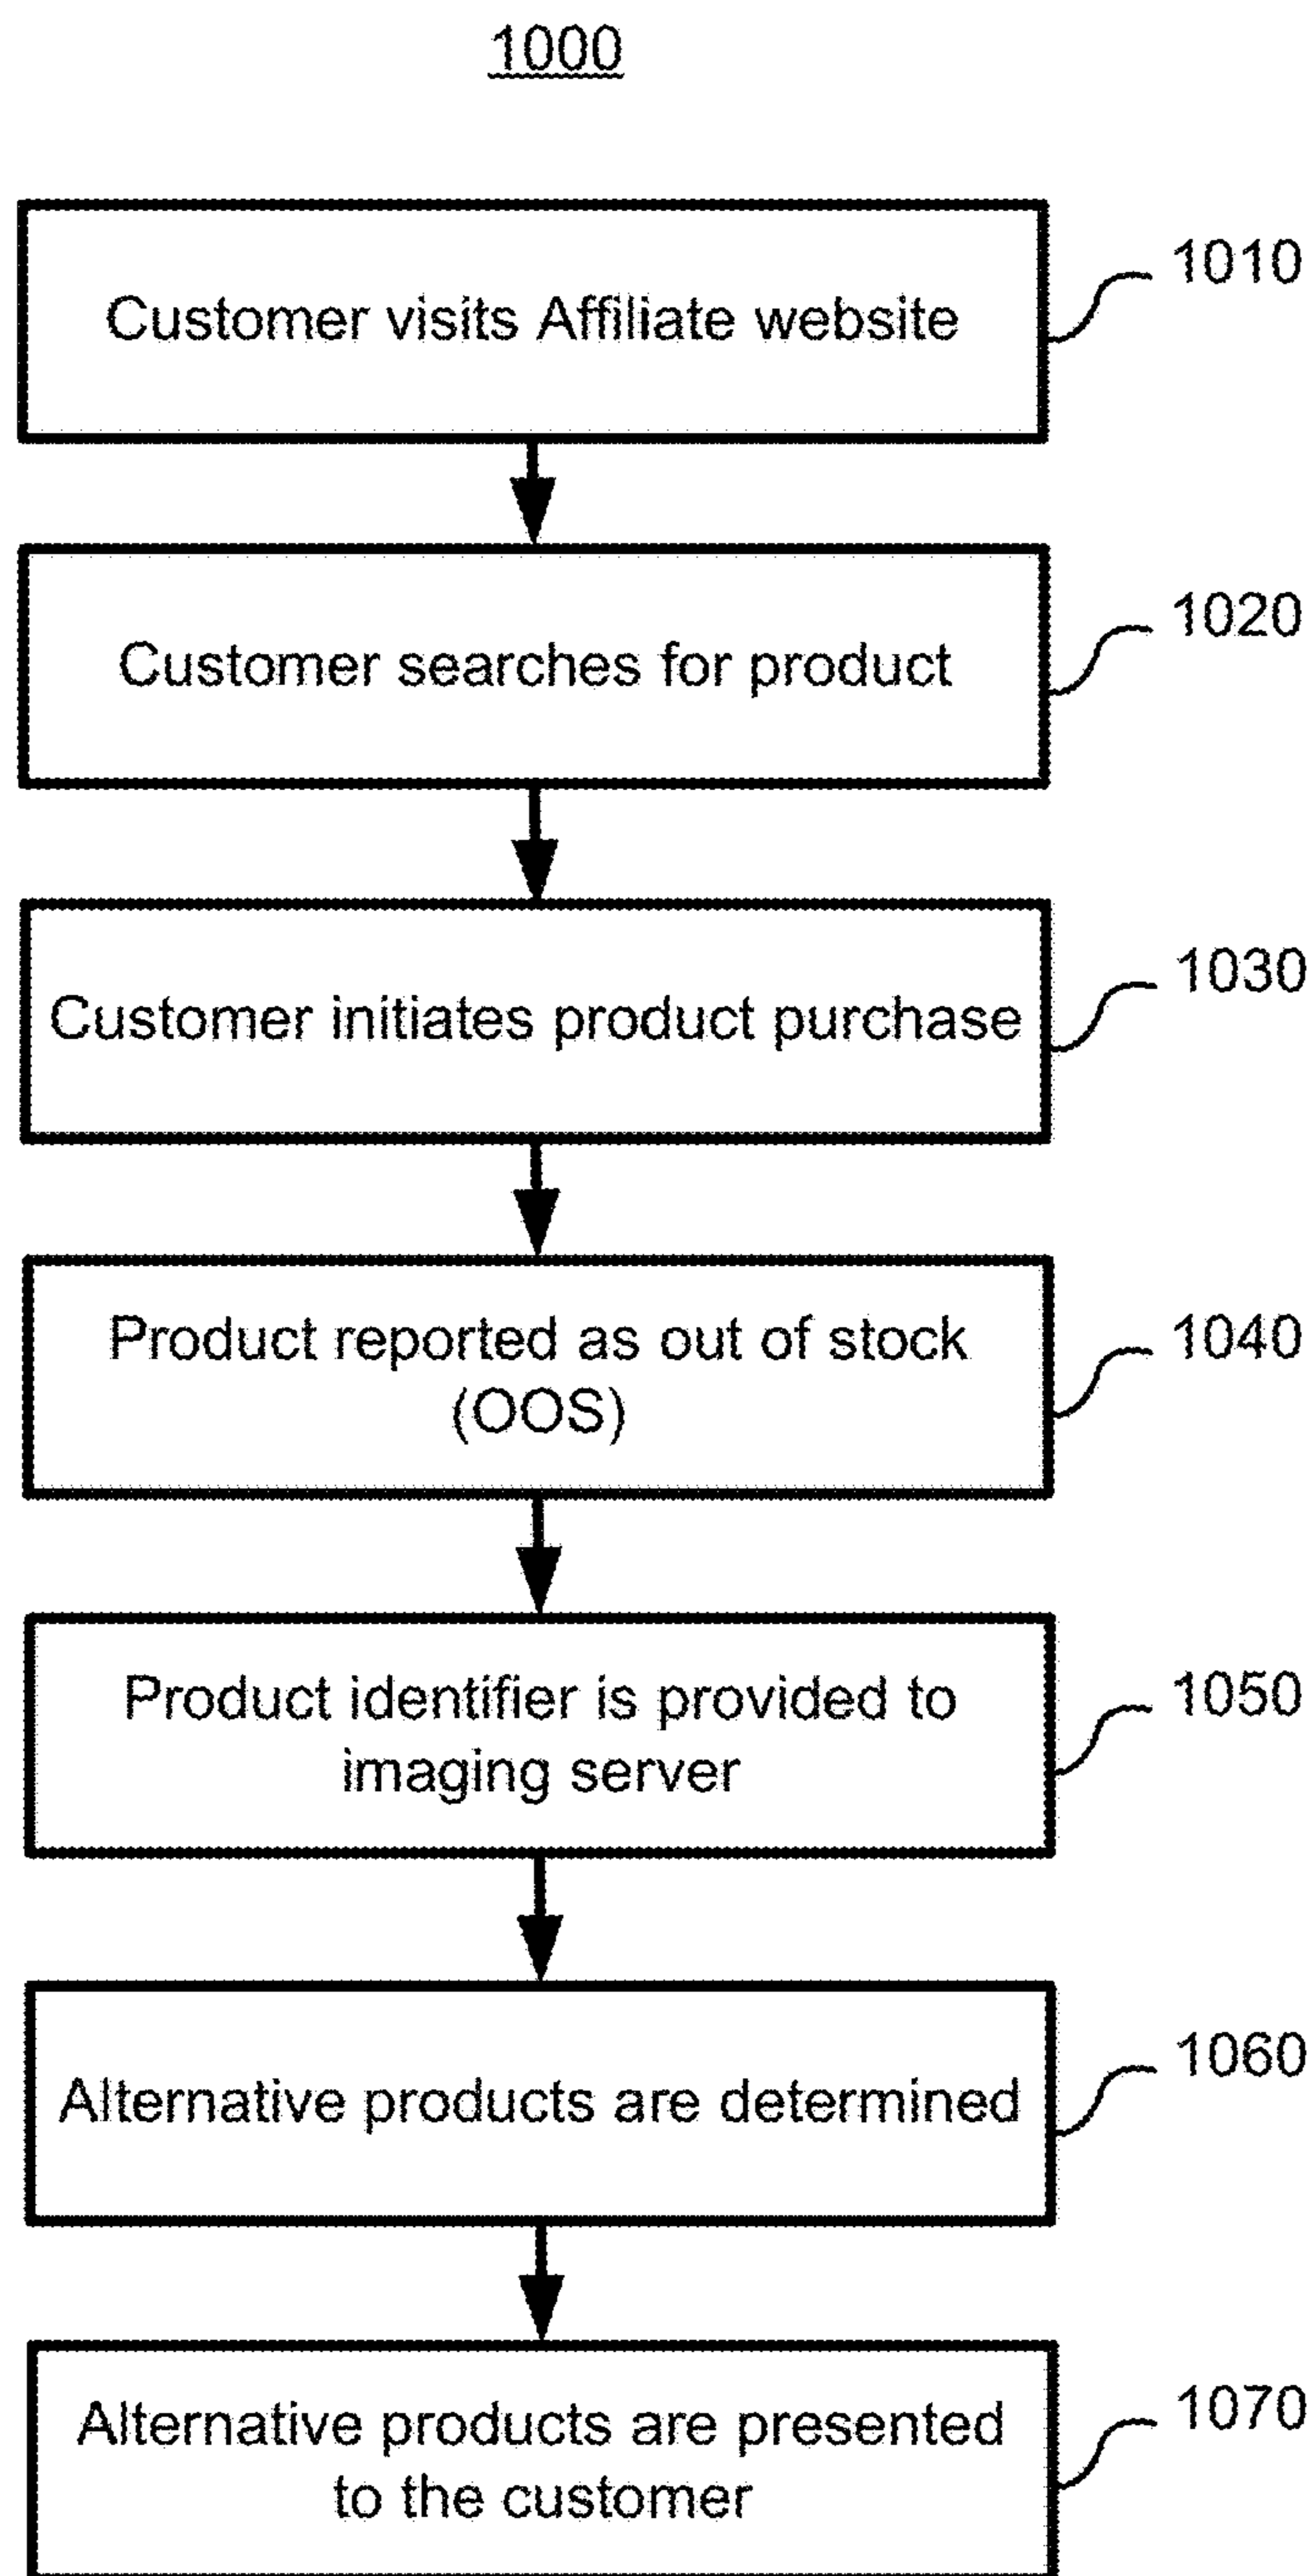 1000
Customer visits Affiliate website
1010
Customer searches for product
1020
Customer initiates product purchase
1030
Product reported as out of stock
(OOS)
1040
Product identifier is provided to
imaging server
1050
Alternative products are determined
1060
Alternative products are presented
to the customer
1070